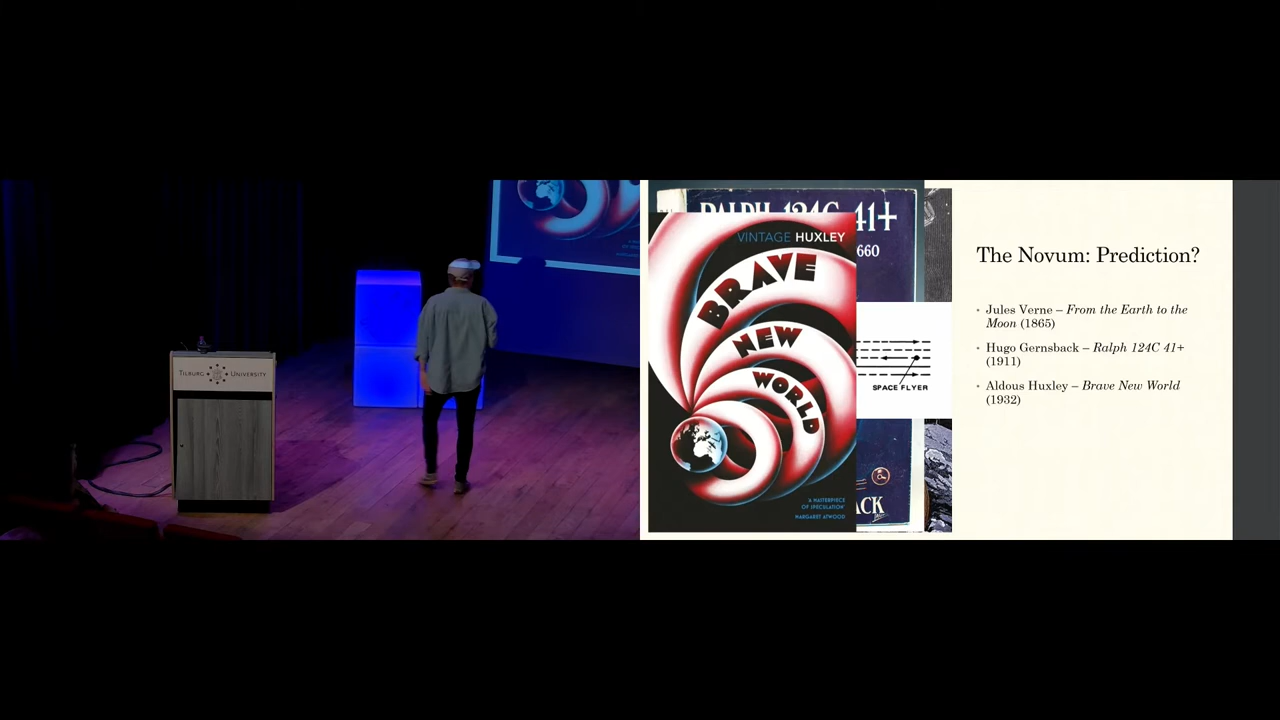 TILBURG UNIVERSITY
RALPH 124C 41+
660
VINTAGE HUXLEY
BRAVE
NEW
WORLD
SPACE FLYER
'A MASTERPIECE
OF SPECULATION'
MARGARET ATWOOD
ACK
The Novum: Prediction?
• Jules Verne – From the Earth to the
Moon (1865)
• Hugo Gernsback – Ralph 124C 41+
(1911)
• Aldous Huxley – Brave New World
(1932)